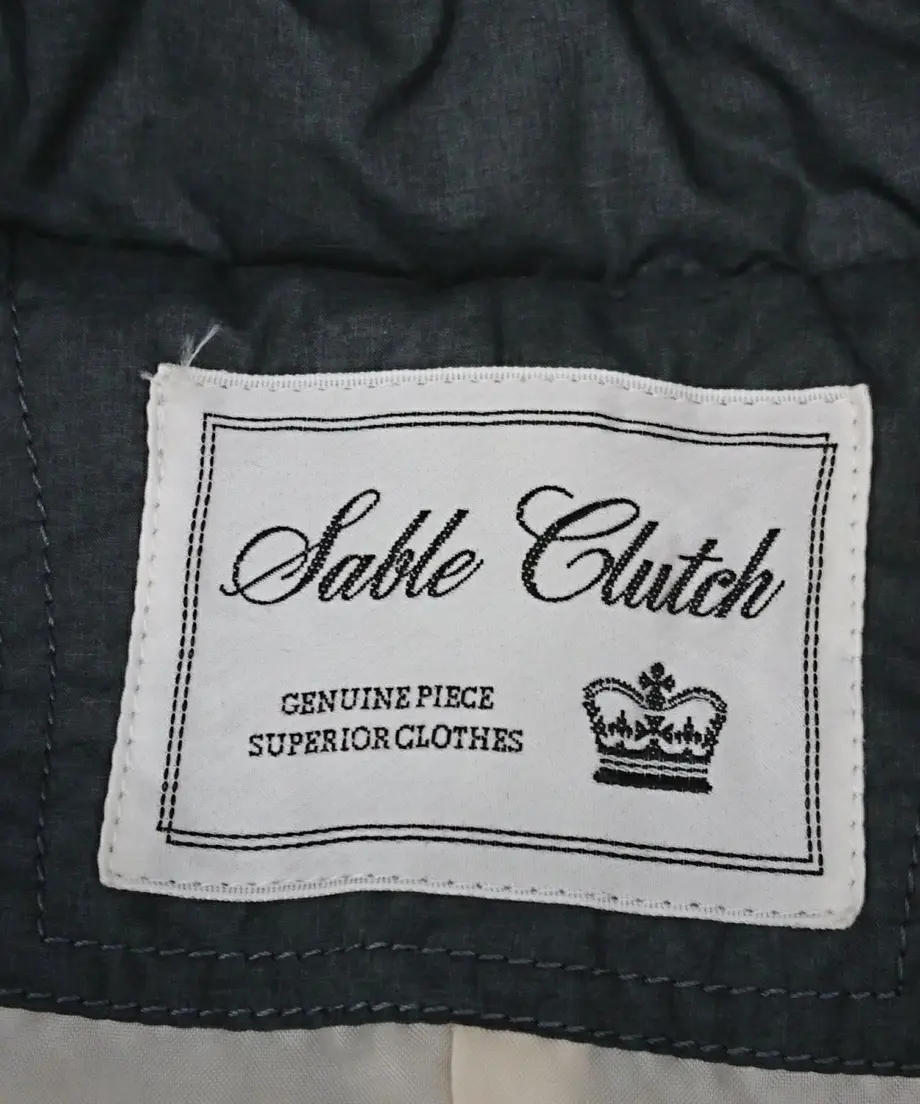 Sable Clutch
GENUINE PIECE
SUPERIOR CLOTHES